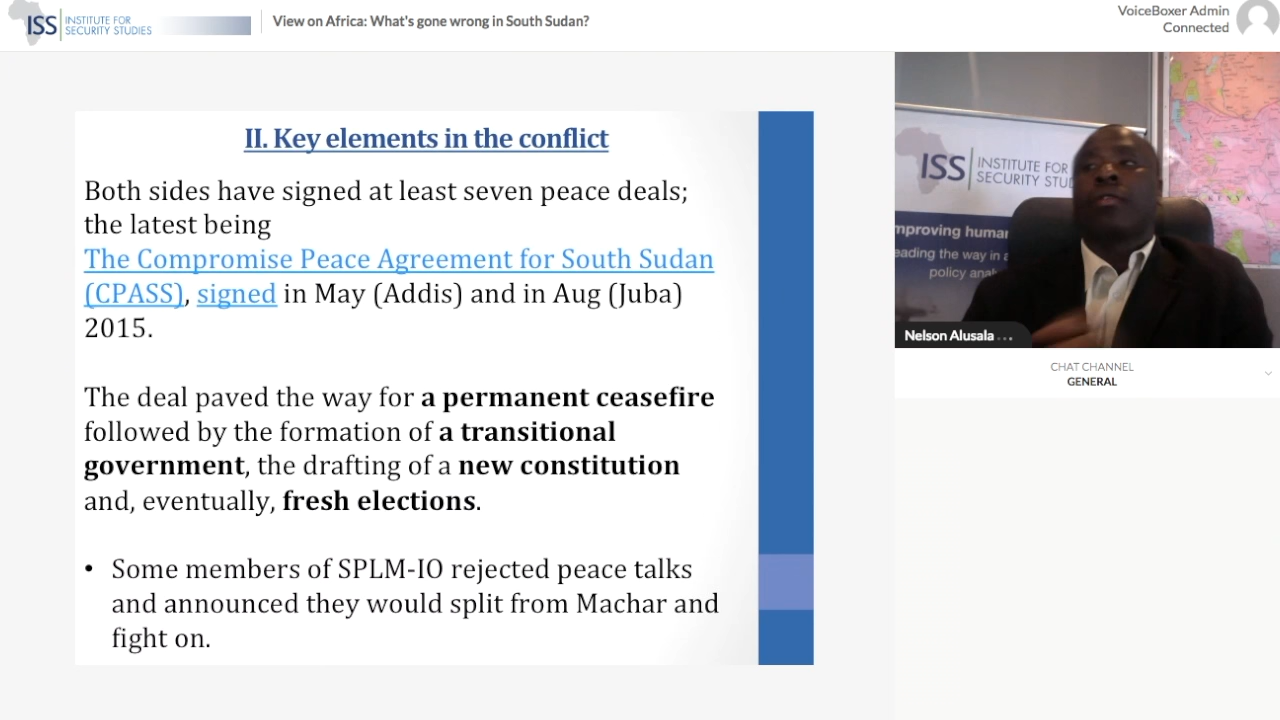 ISS INSTITUTE FOR
SECURITY STUDIES
View on Africa: What's gone wrong in South Sudan?
VoiceBoxer Admin
Connected
II. Key elements in the conflict
Both sides have signed at least seven peace deals;
the latest being
The Compromise Peace Agreement for South Sudan
(CPASS), signed in May (Addis) and in Aug (Juba)
2015.
The deal paved the way for a permanent ceasefire
followed by the formation of a transitional
government, the drafting of a new constitution
and, eventually, fresh elections.
• Some members of SPLM-IO rejected peace talks
and announced they would split from Machar and
fight on.
ISS INSTITUTE FOR
SECURITY STUD
mproving human
eading the way in a
policy anal
Nelson Alusala ...
CHAT CHANNEL
GENERAL